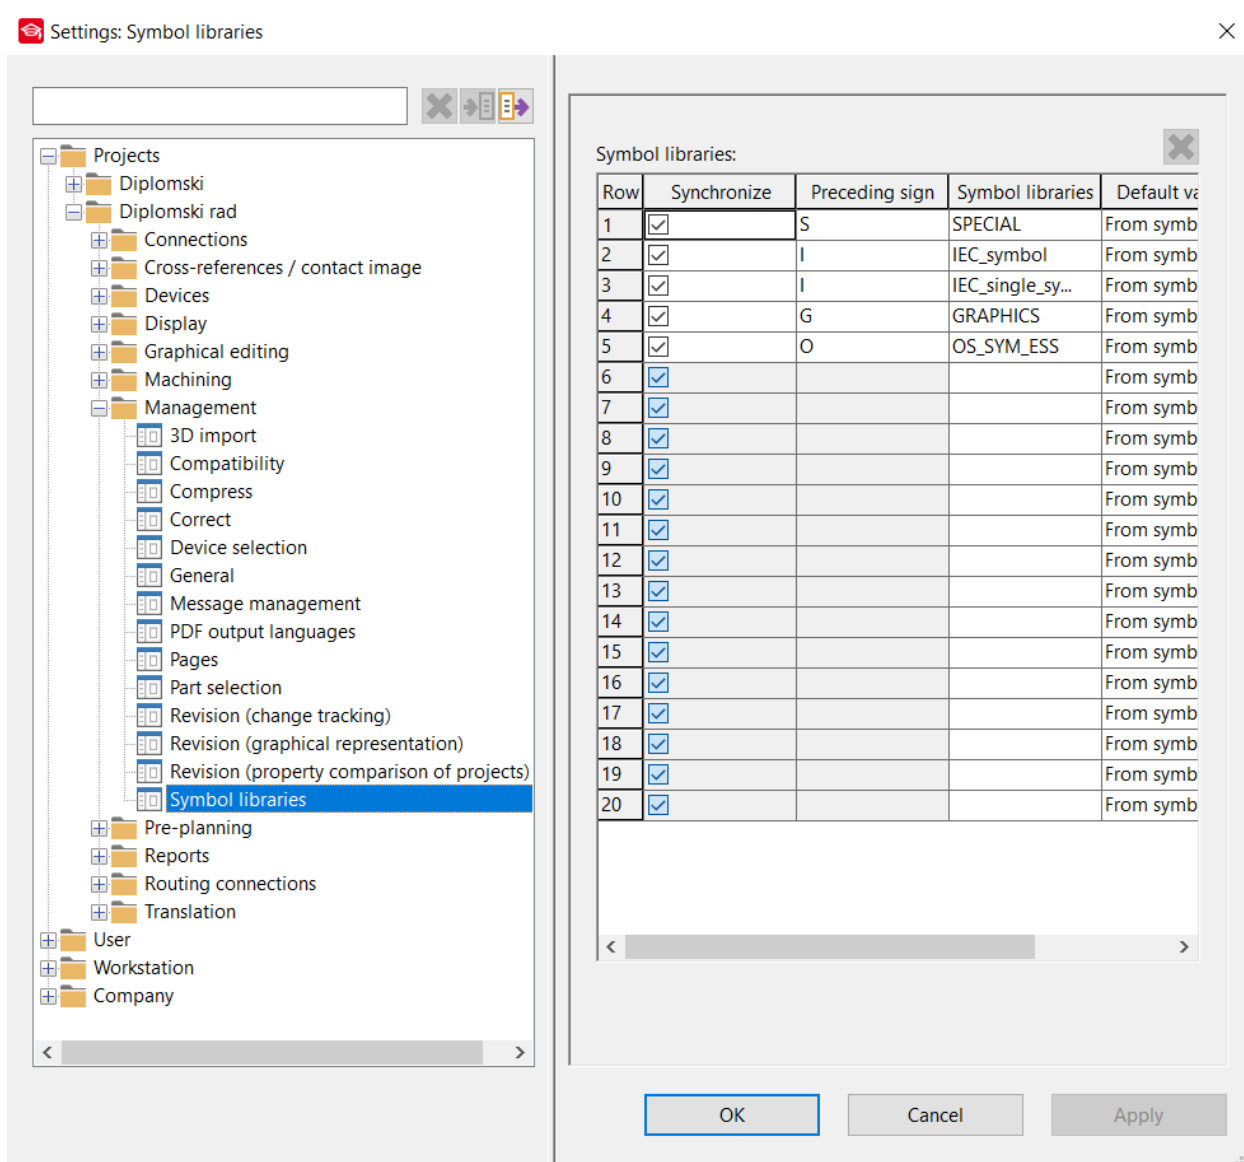 Settings: Symbol libraries
Projects
Diplomski
Diplomski rad
Connections
Cross-references / contact image
Devices
Display
Graphical editing
Machining
Management
3D import
Compatibility
Compress
Correct
Device selection
General
Message management
PDF output languages
Pages
Part selection
Revision (change tracking)
Revision (graphical representation)
Revision (property comparison of projects)
Symbol libraries
Pre-planning
Reports
Routing connections
Translation
User
Workstation
Company
Symbol libraries:
Row Synchronize Preceding sign Symbol libraries Default va
1 S SPECIAL From symb
2 I IEC_symbol From symb
3 I IEC_single_sy... From symb
4 G GRAPHICS From symb
5 O OS_SYM_ESS From symb
6 From symb
7 From symb
8 From symb
9 From symb
10 From symb
11 From symb
12 From symb
13 From symb
14 From symb
15 From symb
16 From symb
17 From symb
18 From symb
19 From symb
20 From symb
OK Cancel Apply